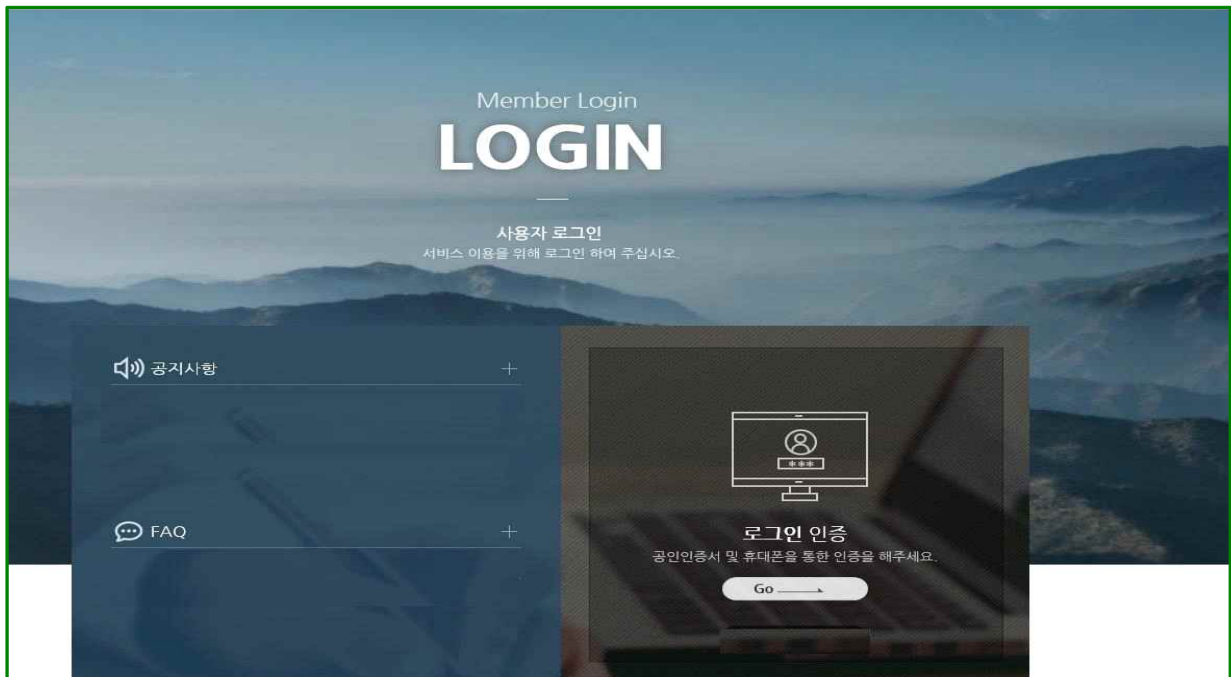 Member Login
LOGIN
사용자 로그인
서비스 이용을 위해 로그인 하여 주십시오.
공지사항
FAQ
***
로그인 인증
공인인증서 및 휴대폰을 통한 인증을 해주세요.
Go